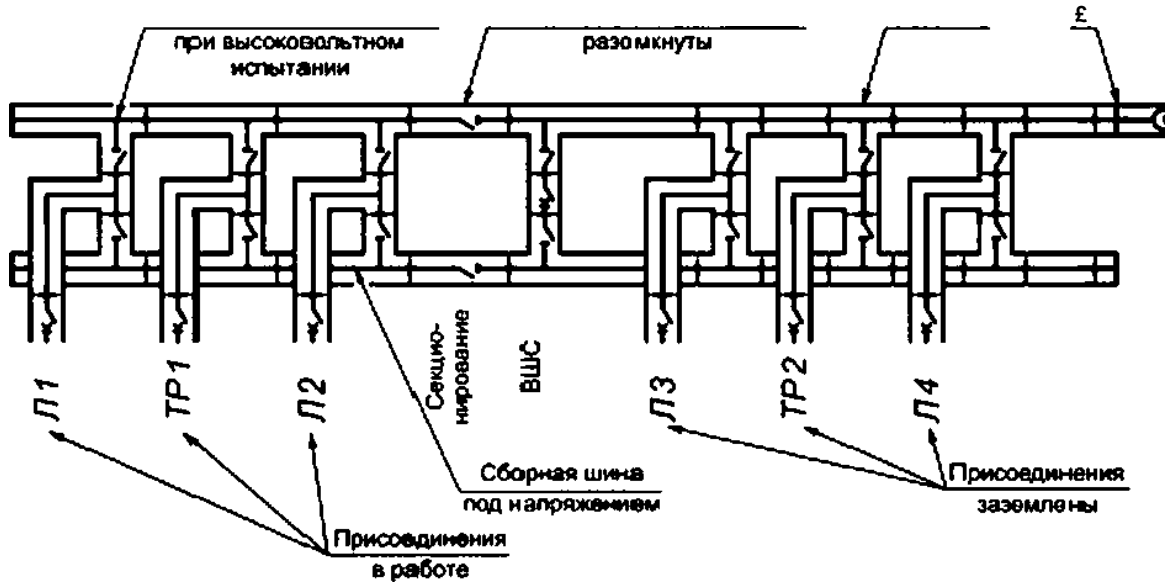 £
при высоковольтном
испытании
разомкнуты
Л1
ТР1
Л2
Секцио-
нирование
ВШС
Л3
ТР2
Л4
Сборная шина
под напряжением
Присоединения
заземлены
Присоединения
в работе